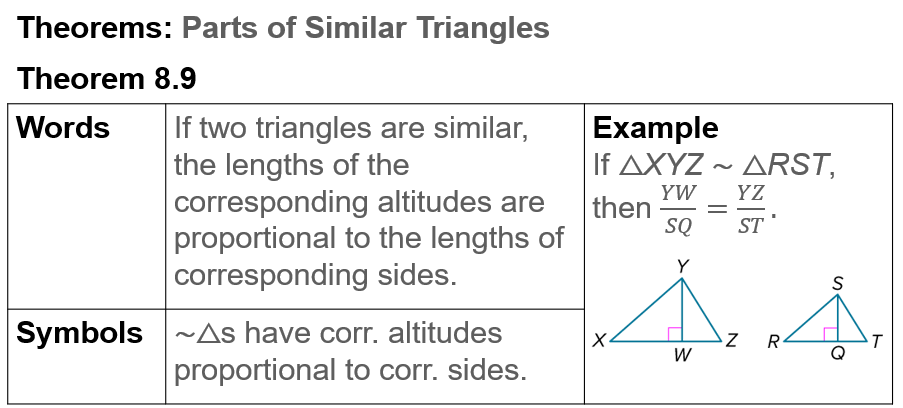 Theorems: Parts of Similar Triangles
Theorem 8.9
Words
If two triangles are similar,
the lengths of the
corresponding altitudes are
proportional to the lengths of
corresponding sides.
Symbols
~△s have corr. altitudes
proportional to corr. sides.
Example
If △XYZ ~ △RST,
then YW/SQ = YZ/ST.
Y
X
W
Z
S
R
Q
T